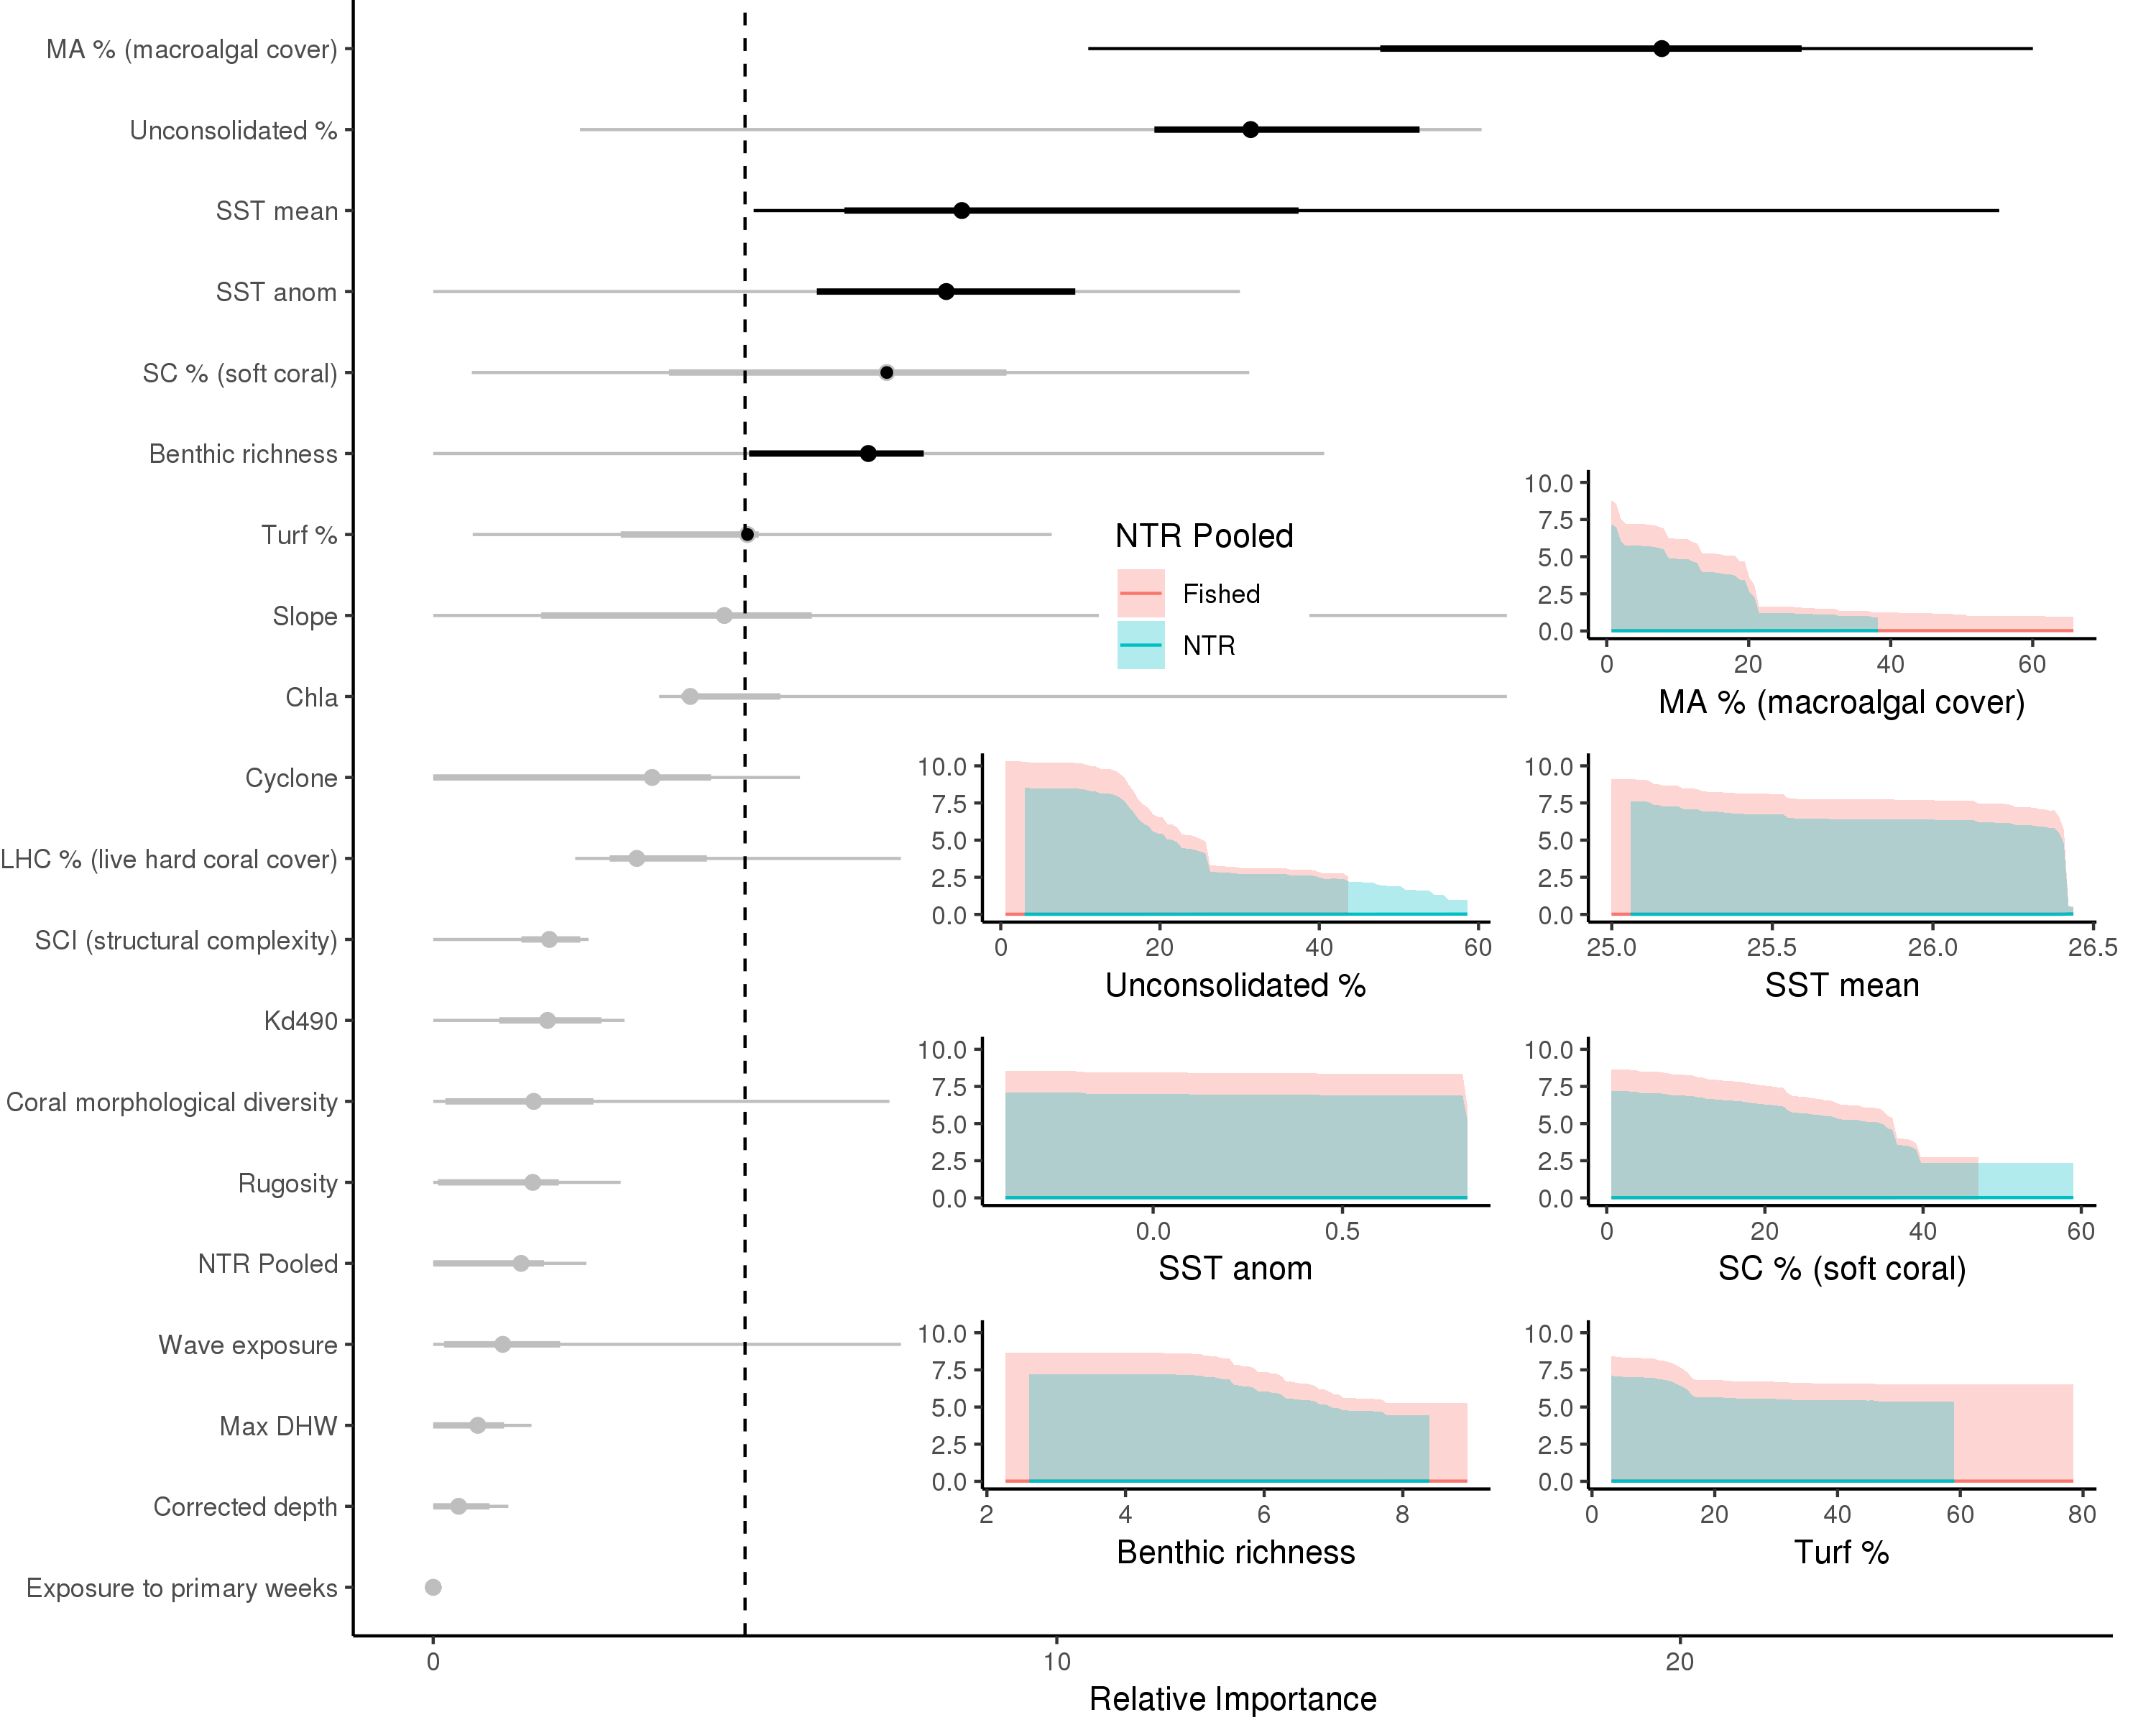 MA % (macroalgal cover)
Unconsolidated %
SST mean
SST anom
SC % (soft coral)
Benthic richness
Turf %
Slope
Chla
Cyclone
LHC % (live hard coral cover)
SCI (structural complexity)
Kd490
Coral morphological diversity
Rugosity
NTR Pooled
Wave exposure
Max DHW
Corrected depth
Exposure to primary weeks
0 10 20
Relative Importance
NTR Pooled
Fished
NTR
10.0
7.5
5.0
2.5
0.0
0 20 40 60
MA % (macroalgal cover)
10.0
7.5
5.0
2.5
0.0
0 20 40 60
Unconsolidated %
10.0
7.5
5.0
2.5
0.0
25.0 25.5 26.0 26.5
SST mean
10.0
7.5
5.0
2.5
0.0
0.0 0.5
SST anom
10.0
7.5
5.0
2.5
0.0
0 20 40 60
SC % (soft coral)
10.0
7.5
5.0
2.5
0.0
2 4 6 8
Benthic richness
10.0
7.5
5.0
2.5
0.0
0 20 40 60 80
Turf %